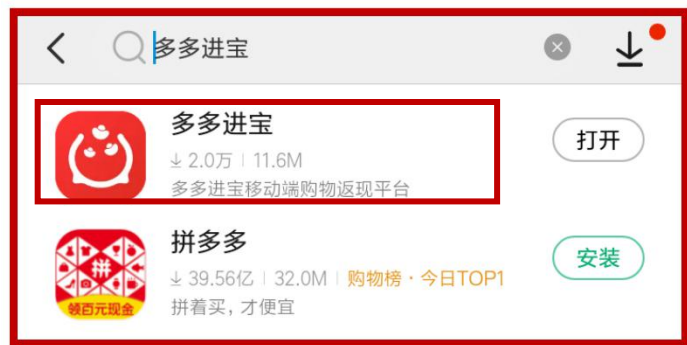 多多进宝
多多进宝
2.0万 | 11.6M
多多进宝移动端购物返现平台
打开
拼
领百元现金
拼多多
39.56亿 | 32.0M | 购物榜·今日TOP1
拼着买，才便宜
安装